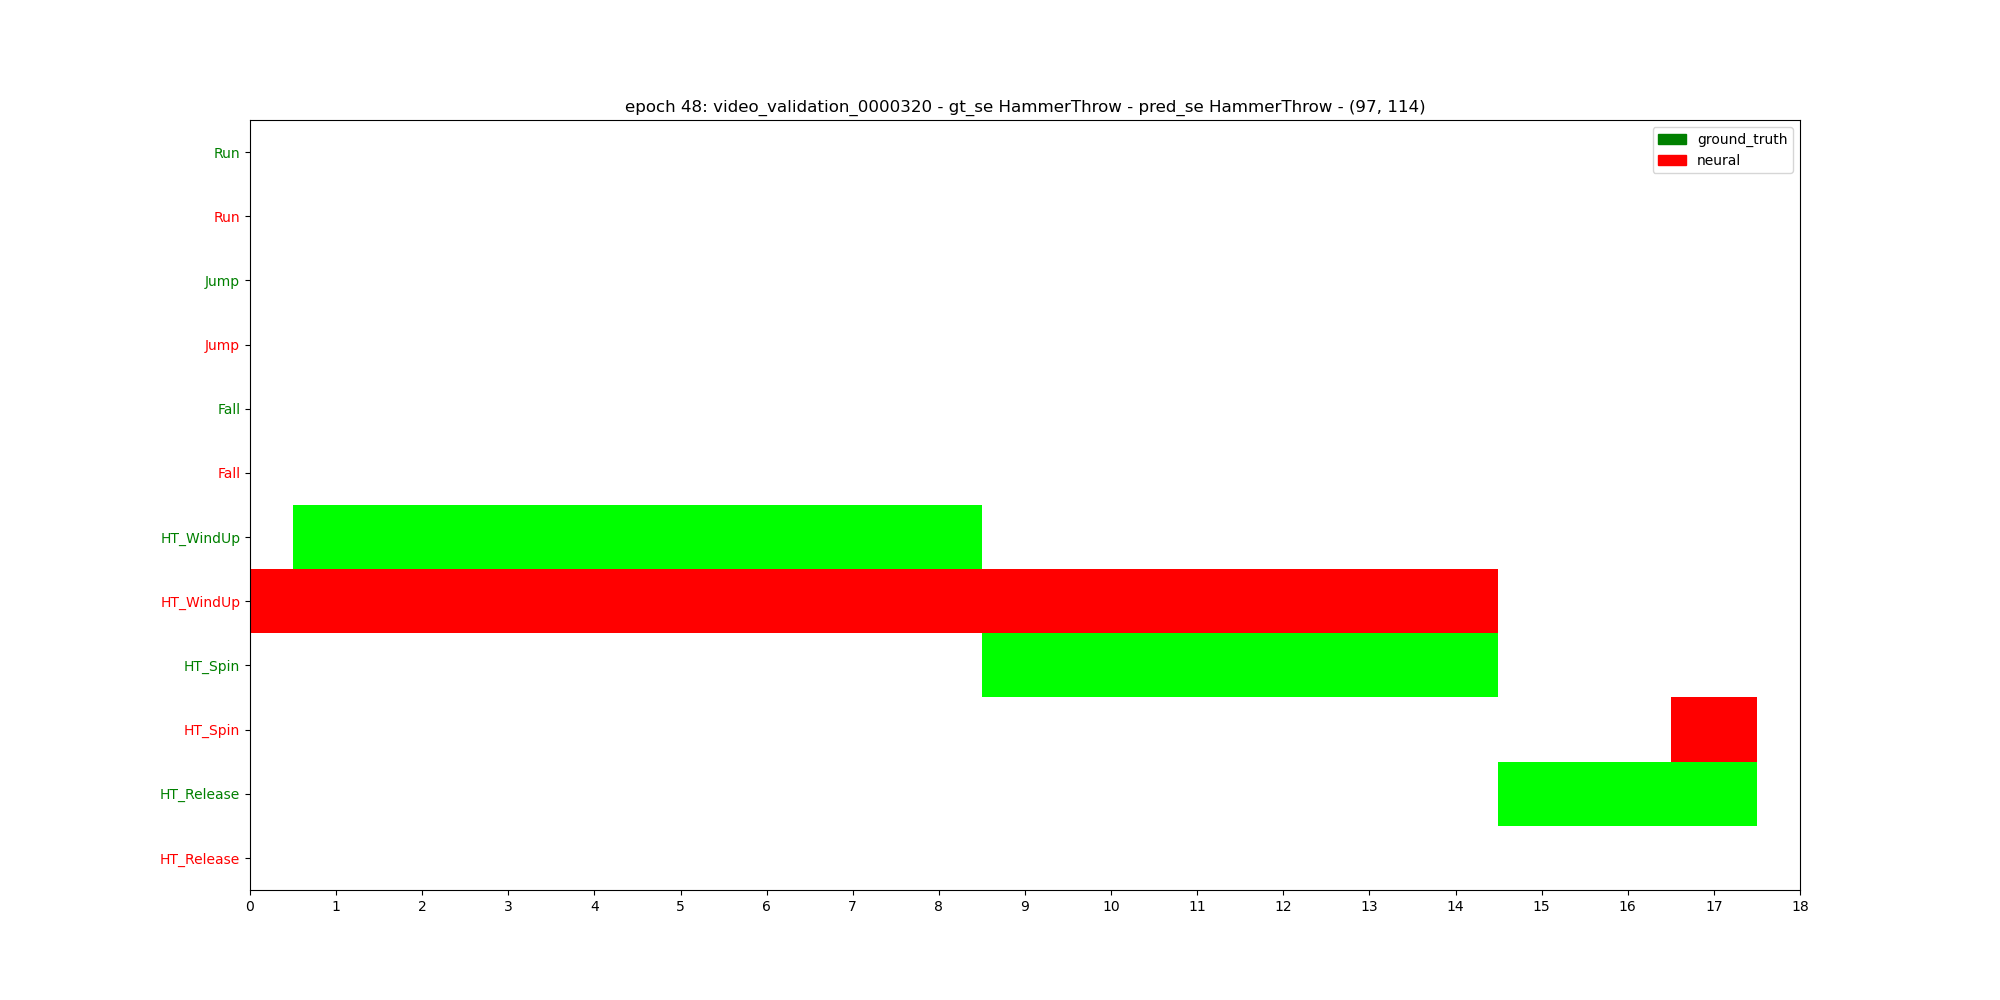 epoch 48: video_validation_0000320 - gt_se HammerThrow - pred_se HammerThrow - (97, 114)
ground_truth
neural
Run
Run
Jump
Jump
Fall
Fall
HT_WindUp
HT_WindUp
HT_Spin
HT_Spin
HT_Release
HT_Release
0 1 2 3 4 5 6 7 8 9 10 11 12 13 14 15 16 17 18